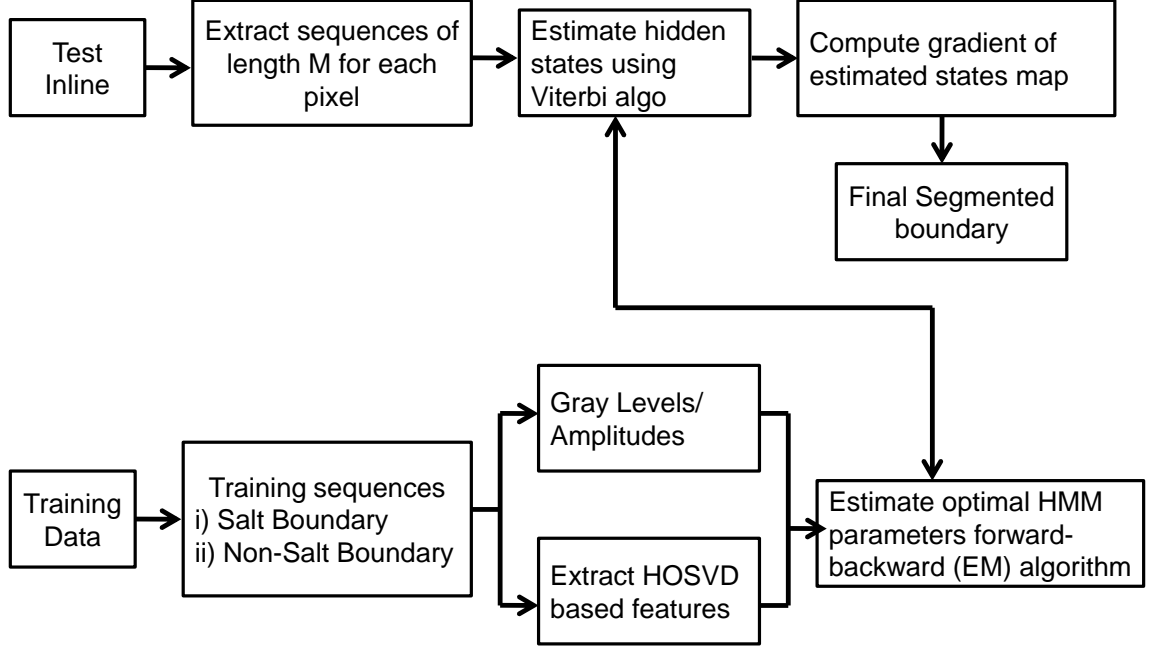 Test
Inline
Extract sequences of
length M for each
pixel
Estimate hidden
states using
Viterbi algo
Compute gradient of
estimated states map
Final Segmented
boundary
Training
Data
Training sequences
i) Salt Boundary
ii) Non-Salt Boundary
Gray Levels/
Amplitudes
Extract HOSVD
based features
Estimate optimal HMM
parameters forward-
backward (EM) algorithm